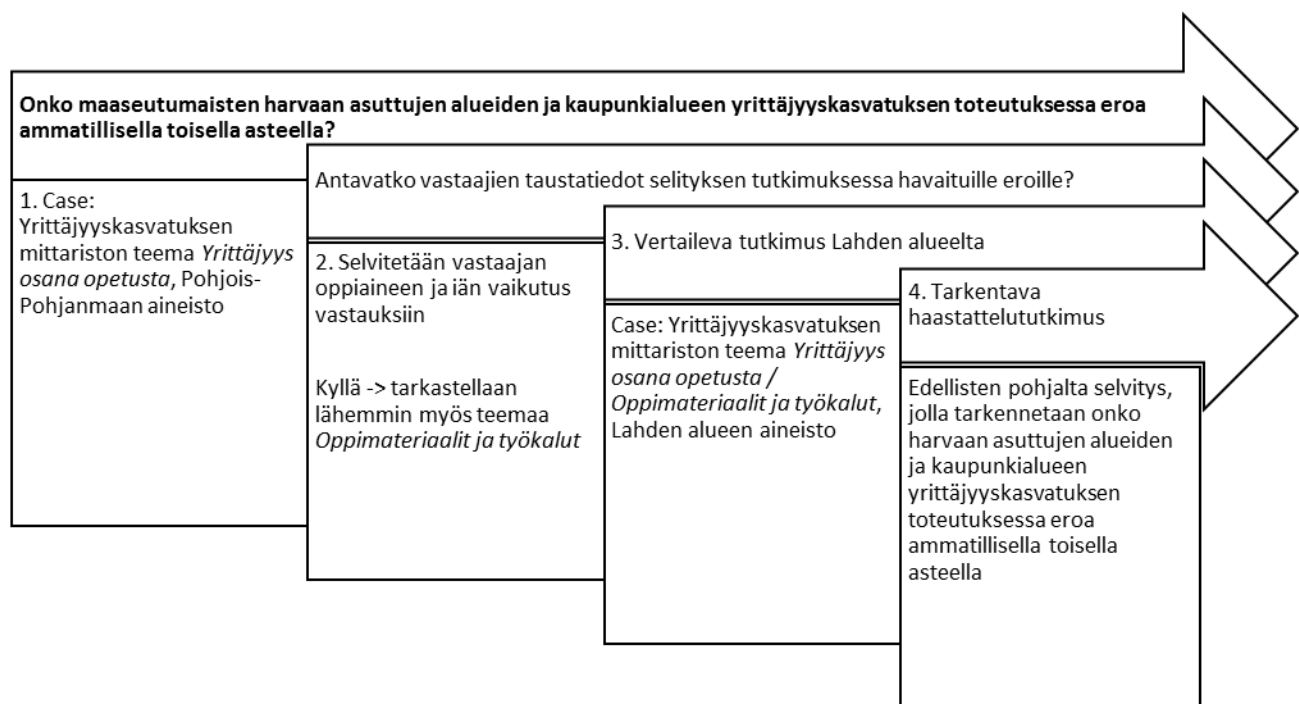 Onko maaseutumaisten harvaan asuttujen alueiden ja kaupunkialueen yrittäjyyskasvatuksen toteutuksessa eroa
ammatillisella toisella asteella?
1. Case:
Yrittäjyyskasvatuksen
mittariston teema Yrittäjyys
osana opetusta, Pohjois-
Pohjanmaan aineisto
Antavatko vastaajien taustatiedot selityksen tutkimuksessa havaituille eroille?
2. Selvitetään vastaajan
oppiaineen ja iän vaikutus
vastauksiin
Kyllä -> tarkastellaan
lähemmin myös teemaa
Oppimateriaalit ja työkalut
3. Vertaileva tutkimus Lahden alueelta
Case: Yrittäjyyskasvatuksen
mittariston teema Yrittäjyys
osana opetusta /
Oppimateriaalit ja työkalut,
Lahden alueen aineisto
4. Tarkentava
haastattelututkimus
Edellisten pohjalta selvitys,
jolla tarkennetaan onko
harvaan asuttujen alueiden
ja kaupunkialueen
yrittäjyyskasvatuksen
toteutuksessa eroa
ammatillisella toisella
asteella